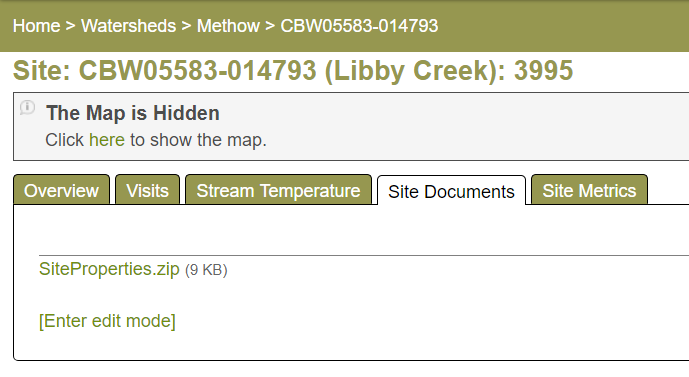 Home > Watersheds > Methow > CBW05583-014793
Site: CBW05583-014793 (Libby Creek): 3995
The Map is Hidden
Click here to show the map.
Overview Visits Stream Temperature Site Documents Site Metrics
SiteProperties.zip (9 KB)
[Enter edit mode]